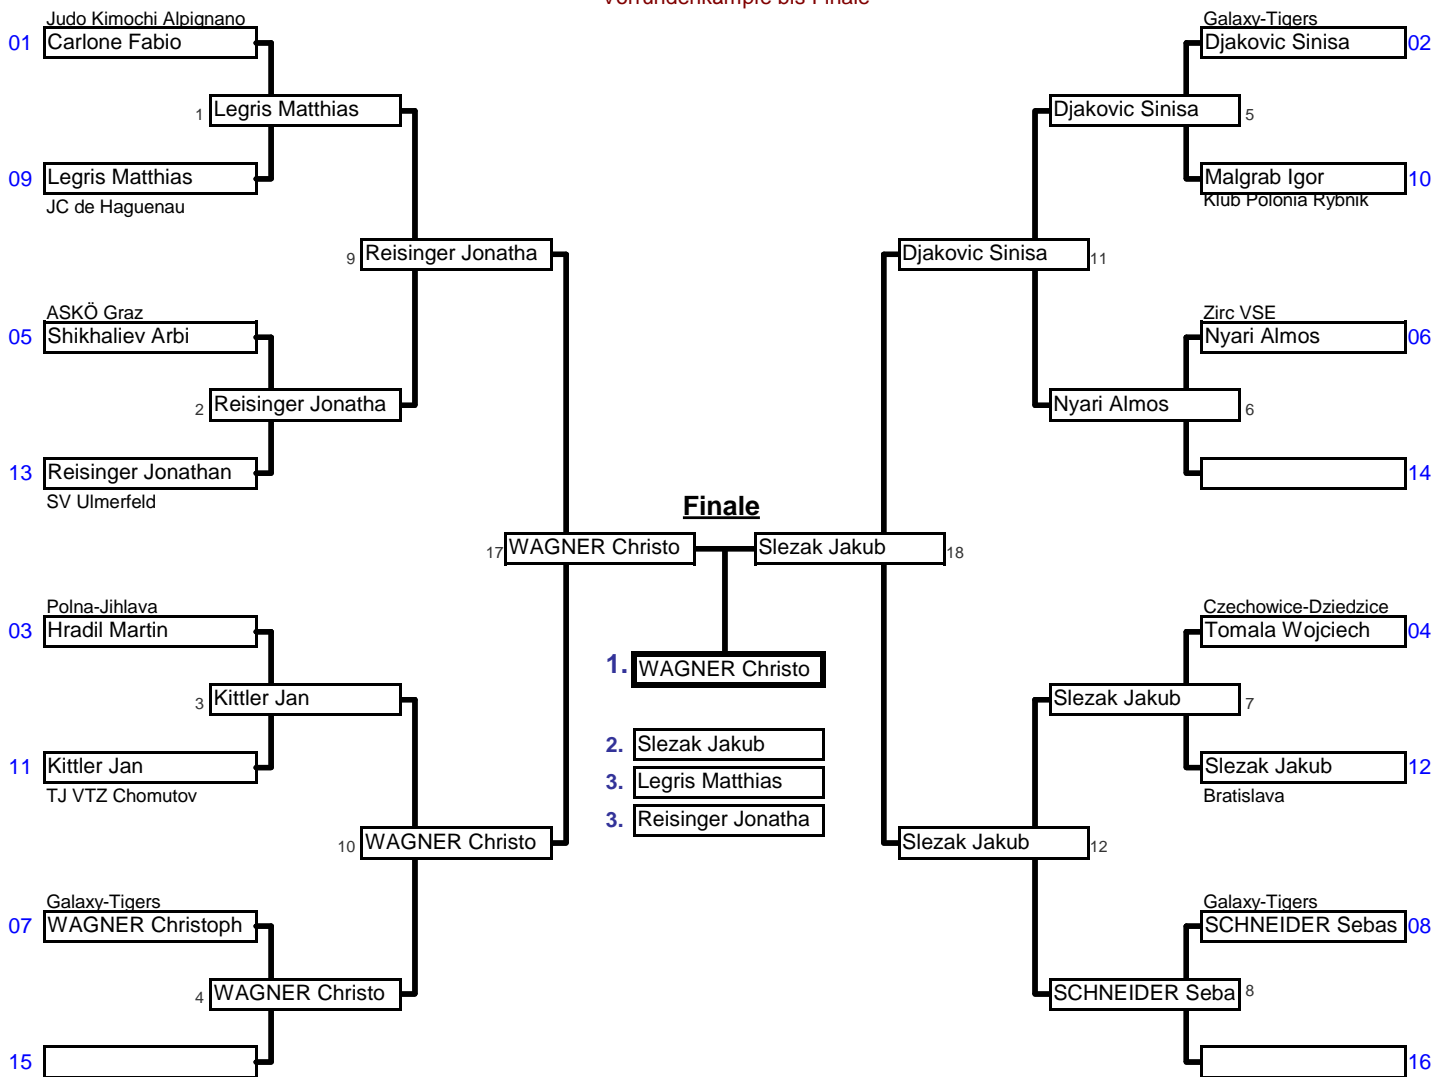 Vorrundenkämpfe bis Finale
Judo Kimochi Alpignano
01 Carlone Fabio
1 Legris Matthias
09 Legris Matthias
JC de Haguenau
9 Reisinger Jonatha
ASKÖ Graz
05 Shikhaliev Arbi
2 Reisinger Jonatha
13 Reisinger Jonathan
SV Ulmerfeld
17 WAGNER Christo
Polna-Jihlava
03 Hradil Martin
3 Kittler Jan
11 Kittler Jan
TJ VTZ Chomutov
10 WAGNER Christo
Galaxy-Tigers
07 WAGNER Christoph
4 WAGNER Christo
15
Finale
1. WAGNER Christo
2. Slezak Jakub
3. Legris Matthias
3. Reisinger Jonatha
Galaxy-Tigers
Djakovic Sinisa 02
Djakovic Sinisa 5
Malgrab Igor 10
Klub Polonia Rybnik
Djakovic Sinisa 11
Zirc VSE
Nyari Almos 06
Nyari Almos 6
14
Slezak Jakub 18
Czechowice-Dziedzice
Tomala Wojciech 04
Slezak Jakub 7
Slezak Jakub 12
Bratislava
Slezak Jakub 12
Galaxy-Tigers
SCHNEIDER Sebas 08
SCHNEIDER Seba 8
16